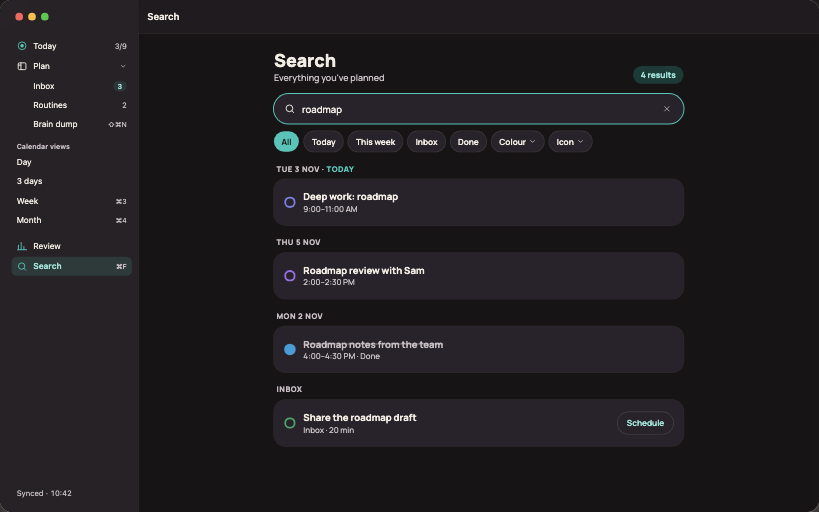 Search
Today 3/9
Plan
Inbox 3
Routines 2
Brain dump ⇧⌘N
Calendar views
Day
3 days
Week ⌘3
Month ⌘4
Review
Search ⌘F
Synced · 10:42
Search
Everything you've planned
4 results
roadmap
All Today This week Inbox Done Colour Icon
TUE 3 NOV · TODAY
Deep work: roadmap
9:00–11:00 AM
THU 5 NOV
Roadmap review with Sam
2:00–2:30 PM
MON 2 NOV
Roadmap notes from the team
4:00–4:30 PM · Done
INBOX
Share the roadmap draft
Inbox · 20 min
Schedule